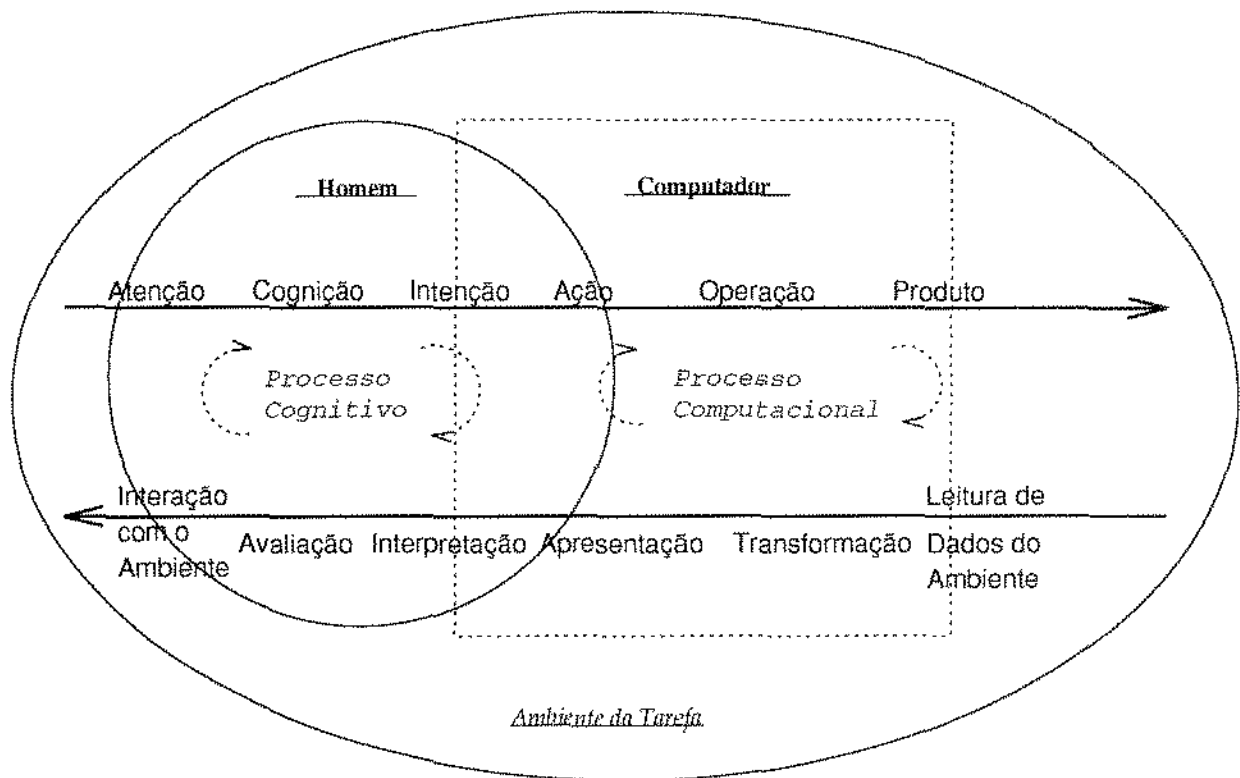 Homem Computador
Atenção Cognição Intenção Ação Operação Produto
Processo Processo
Cognitivo Computacional
Interação Leitura de
com o
Avaliação Interpretação Apresentação Transformação Dados do
Ambiente Ambiente
Ambiente da Tarefa